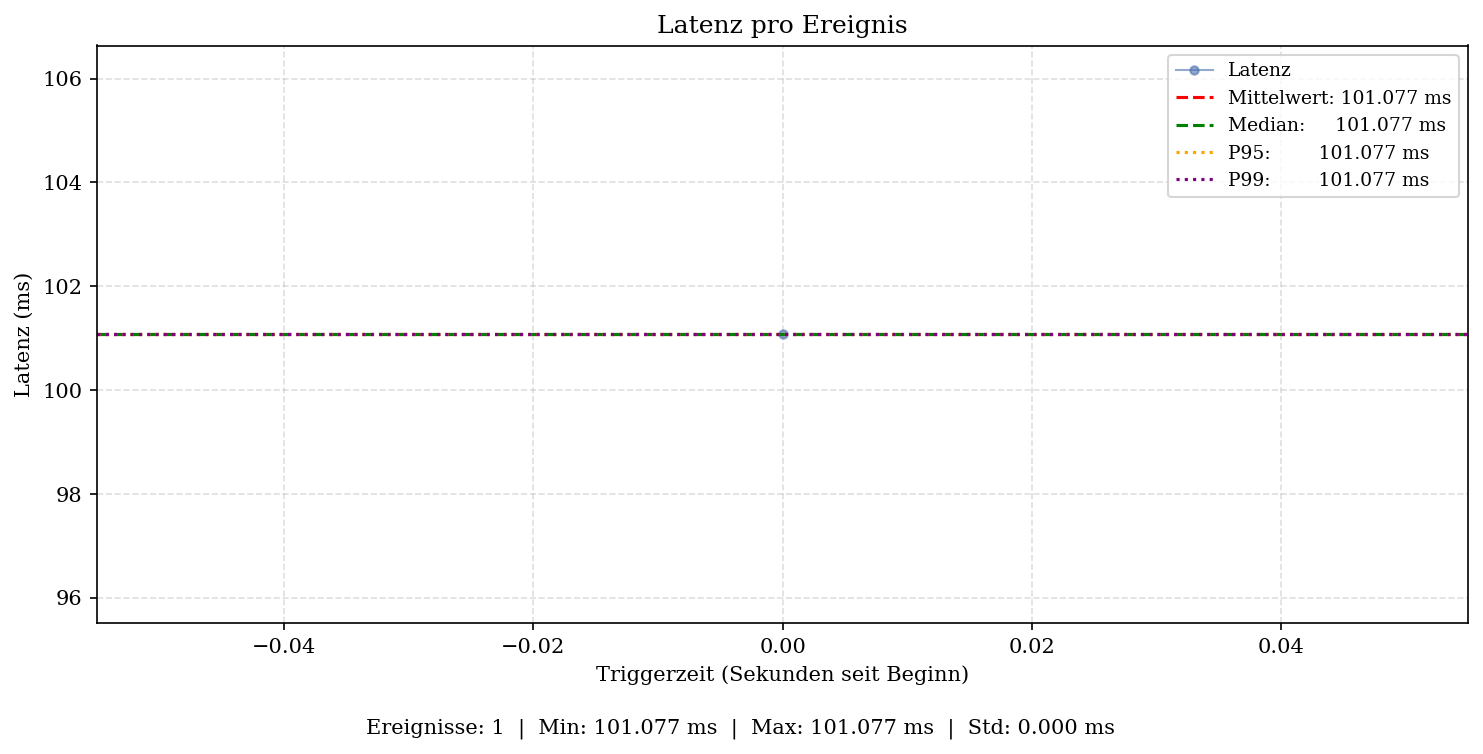 Latenz pro Ereignis
Latenz
Mittelwert: 101.077 ms
Median: 101.077 ms
P95: 101.077 ms
P99: 101.077 ms
Latenz (ms)
106
104
102
100
98
96
−0.04 −0.02 0.00 0.02 0.04
Triggerzeit (Sekunden seit Beginn)
Ereignisse: 1 | Min: 101.077 ms | Max: 101.077 ms | Std: 0.000 ms